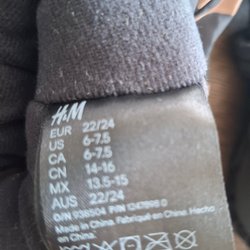 H&M
EUR 22/24
US 6-7.5
CA 6-7.5
CN 14-16
MX 13.5-15
AUS 22/24
O/N 938504
Made in China. Fabriqué en
Chine. Hecho en China.